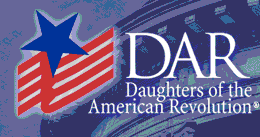 DAR
Daughters of the
American Revolution®